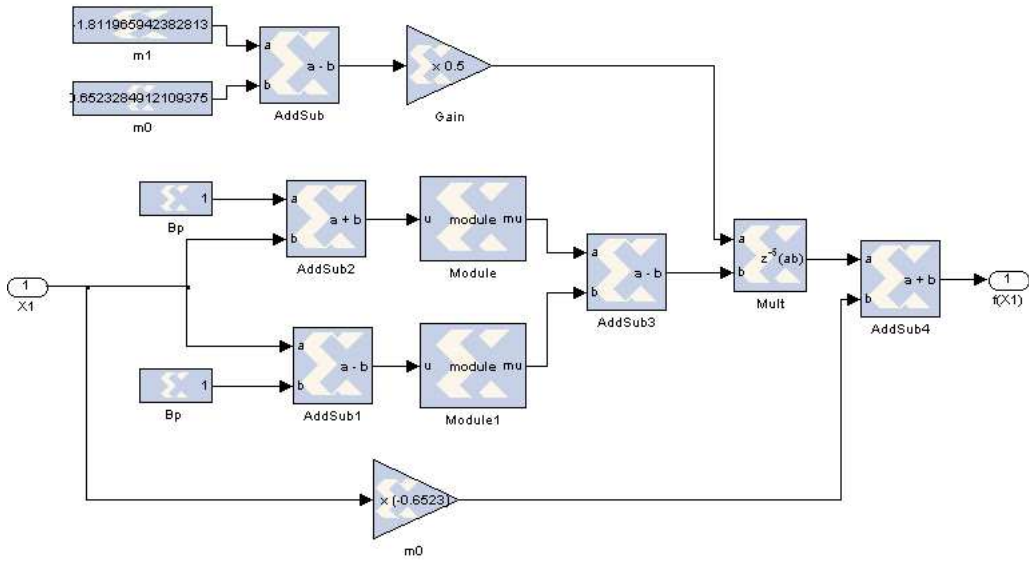 -1.811965942382813
m1
0.6523284912109375
m0
a
b
a - b
AddSub
x 0.5
Gain
1
Bp
a
b
a + b
AddSub2
u
module
mu
Module
1
X1
a
b
a - b
AddSub3
a
b
z⁻⁵(ab)
Mult
a
b
a + b
AddSub4
1
f(X1)
1
Bp
a
b
a - b
AddSub1
u
module
mu
Module1
x (-0.6523)
m0